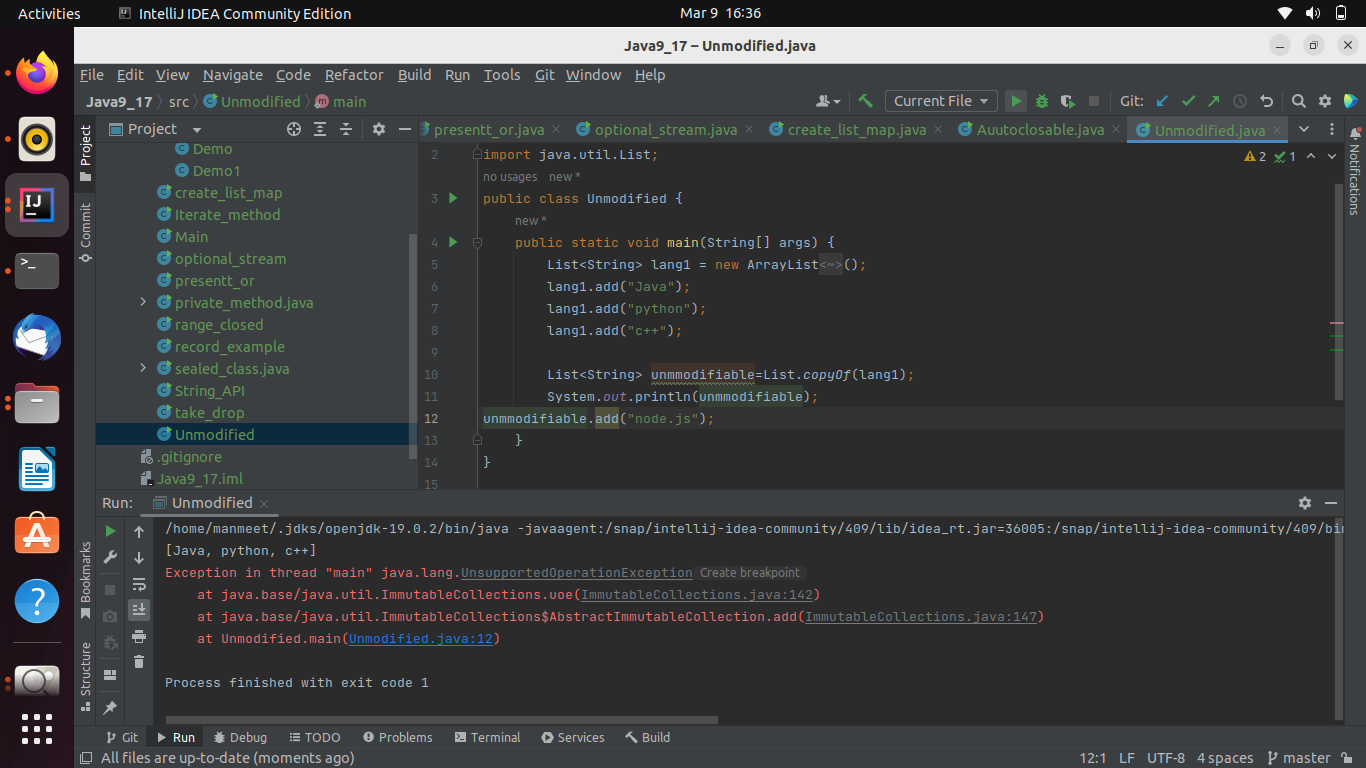 Activities IntelliJ IDEA Community Edition Mar 9 16:36
Java9_17 – Unmodified.java
File Edit View Navigate Code Refactor Build Run Tools Git Window Help
Java9_17 src Unmodified main Current File Git:
Project presentt_or.java optional_stream.java create_list_map.java Auutoclosable.java Unmodified.java
Project
Commit
Bookmarks
Structure
Notifications
Demo
Demo1
create_list_map
Iterate_method
Main
optional_stream
presentt_or
private_method.java
range_closed
record_example
sealed_class.java
String_API
take_drop
Unmodified
.gitignore
Java9_17.iml
2 1
2 import java.util.List;
no usages new *
3 public class Unmodified {
new *
4 public static void main(String[] args) {
5 List<String> lang1 = new ArrayList<~>();
6 lang1.add("Java");
7 lang1.add("python");
8 lang1.add("c++");
9
10 List<String> unmmodifiable=List.copyOf(lang1);
11 System.out.println(unmmodifiable);
12 unmmodifiable.add("node.js");
13 }
14 }
15
Run: Unmodified
/home/manmeet/.jdks/openjdk-19.0.2/bin/java -javaagent:/snap/intellij-idea-community/409/lib/idea_rt.jar=36005:/snap/intellij-idea-community/409/bin
[Java, python, c++]
Exception in thread "main" java.lang.UnsupportedOperationException Create breakpoint
at java.base/java.util.ImmutableCollections.uoe(ImmutableCollections.java:142)
at java.base/java.util.ImmutableCollections$AbstractImmutableCollection.add(ImmutableCollections.java:147)
at Unmodified.main(Unmodified.java:12)
Process finished with exit code 1
Git Run Debug TODO Problems Terminal Services Build
All files are up-to-date (moments ago) 12:1 LF UTF-8 4 spaces master